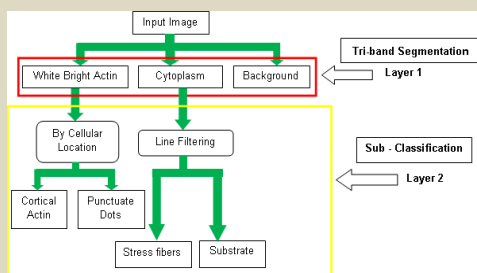 Input Image
Tri-band Segmentation
White Bright Actin
Cytoplasm
Background
Layer 1
By Cellular
Location
Line Filtering
Sub - Classification
Layer 2
Cortical
Actin
Punctuate
Dots
Stress fibers
Substrate